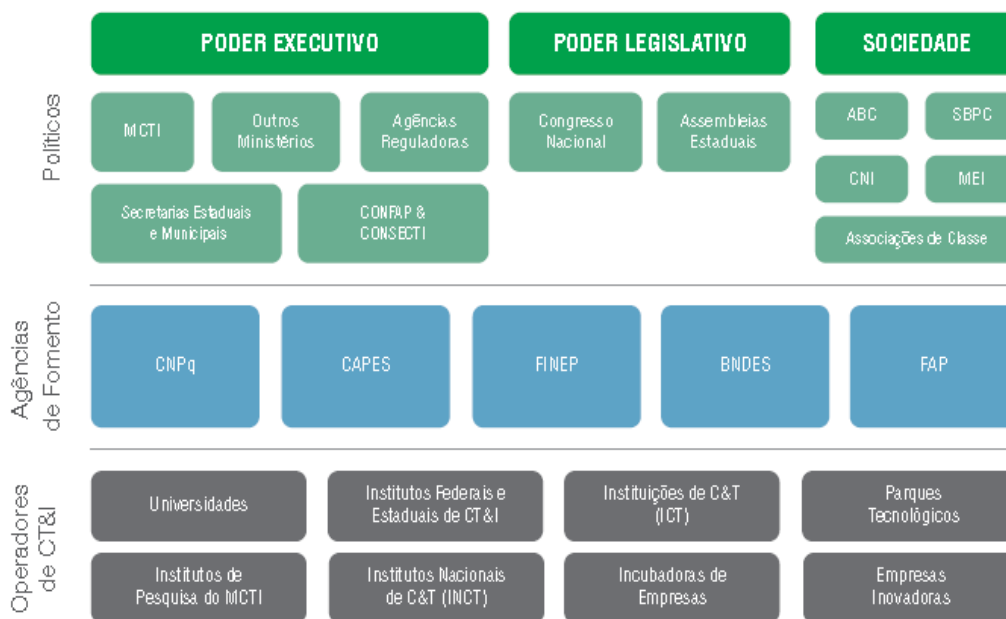 PODER EXECUTIVO
PODER LEGISLATIVO
SOCIEDADE
Políticos
MCTI
Outros
Ministérios
Agências
Reguladoras
Congresso
Nacional
Assembleias
Estaduais
ABC
SBPC
CNI
MEI
Secretarias Estaduais
e Municipais
CONFAP &
CONSECTI
Associações de Classe
Agências
de Fomento
CNPq
CAPES
FINEP
BNDES
FAP
Operadores
de CT&I
Universidades
Institutos Federais e
Estaduais de CT&I
Instituições de C&T
(ICT)
Parques
Tecnológicos
Institutos de
Pesquisa do MCTI
Institutos Nacionais
de C&T (INCT)
Incubadoras de
Empresas
Empresas
Inovadoras